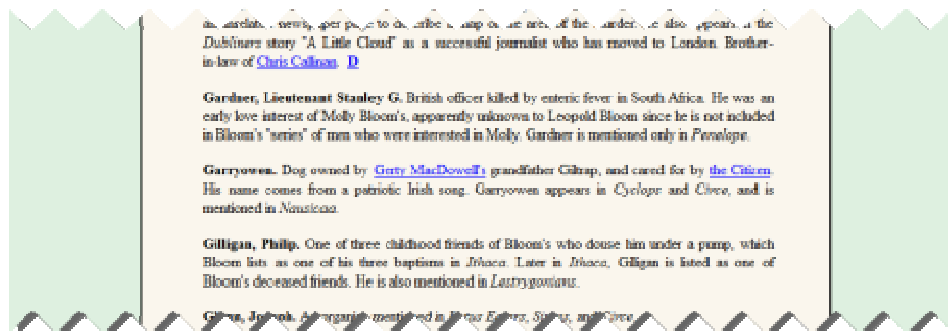 Dubliners story "A Little Cloud" as a successful journalist who has moved to London. Brother-
in-law of Chris Callinan. D
Gardner, Lieutenant Stanley G. British officer killed by enteric fever in South Africa. He was an
early love interest of Molly Bloom's, apparently unknown to Leopold Bloom since he is not included
in Bloom's "series" of men who were interested in Molly. Gardner is mentioned only in Penelope.
Garryowen. Dog owned by Gerty MacDowell's grandfather Giltrap, and cared for by the Citizen.
His name comes from a patriotic Irish song. Garryowen appears in Cyclops and Circe, and is
mentioned in Nausicaa.
Gilligan, Philip. One of three childhood friends of Bloom's who douse him under a pump, which
Bloom lists as one of his three baptisms in Ithaca. Later in Ithaca, Gilligan is listed as one of
Bloom's deceased friends. He is also mentioned in Lestrygonians.
mentioned in